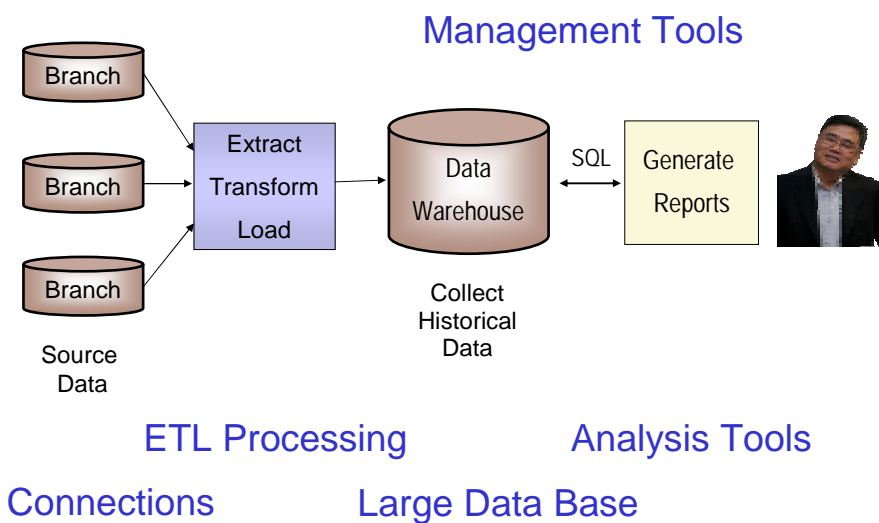 Management Tools
Branch
Branch
Branch
Source
Data
Extract
Transform
Load
Data
Warehouse
Collect
Historical
Data
SQL
Generate
Reports
ETL Processing
Analysis Tools
Connections
Large Data Base